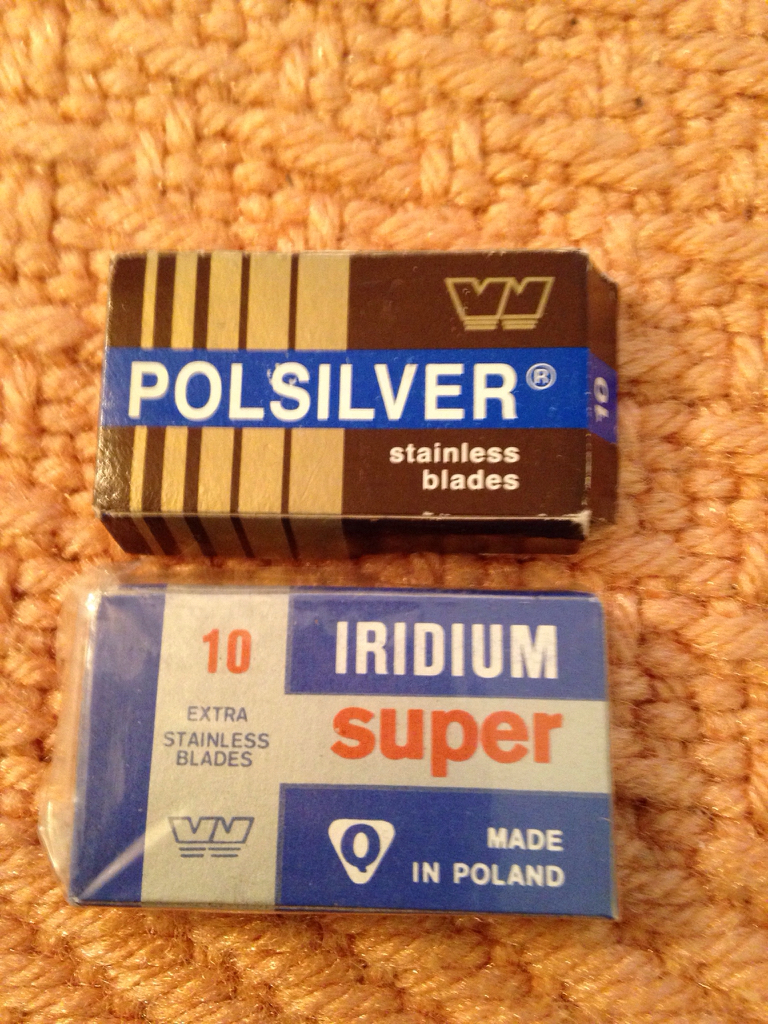 POLSILVER®
stainless
blades
10
10
EXTRA
STAINLESS
BLADES
IRIDIUM
super
Q
MADE
IN POLAND